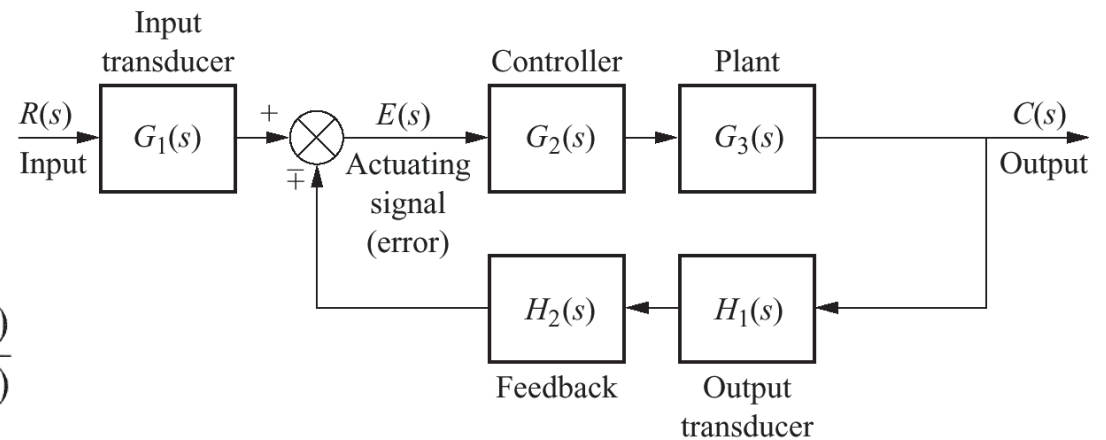 Input
transducer
Controller
Plant
R(s)
Input
G₁(s)
+
∓
E(s)
Actuating
signal
(error)
G₂(s)
G₃(s)
C(s)
Output
H₂(s)
Feedback
H₁(s)
Output
transducer
)
)